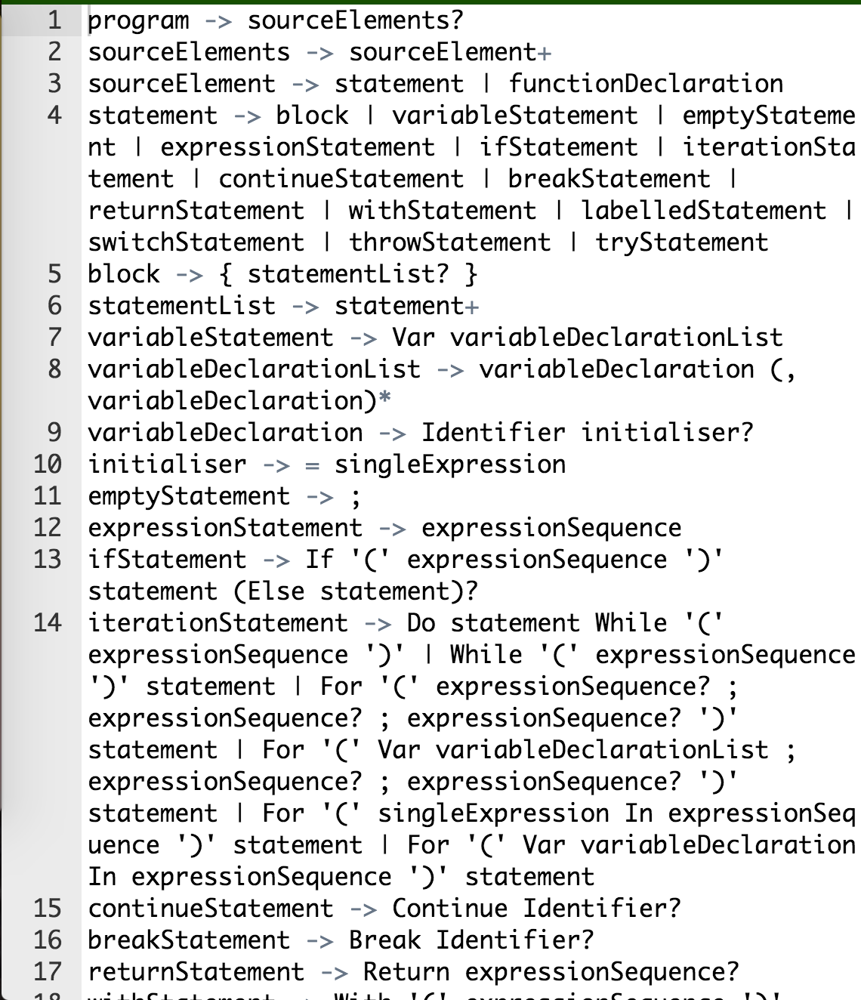 1 program -> sourceElements?
2 sourceElements -> sourceElement+
3 sourceElement -> statement | functionDeclaration
4 statement -> block | variableStatement | emptyStateme
nt | expressionStatement | ifStatement | iterationSta
tement | continueStatement | breakStatement |
returnStatement | withStatement | labelledStatement |
switchStatement | throwStatement | tryStatement
5 block -> { statementList? }
6 statementList -> statement+
7 variableStatement -> Var variableDeclarationList
8 variableDeclarationList -> variableDeclaration (,
variableDeclaration)*
9 variableDeclaration -> Identifier initialiser?
10 initialiser -> = singleExpression
11 emptyStatement -> ;
12 expressionStatement -> expressionSequence
13 ifStatement -> If '(' expressionSequence ')'
statement (Else statement)?
14 iterationStatement -> Do statement While '('
expressionSequence ')' | While '(' expressionSequence
')' statement | For '(' expressionSequence? ;
expressionSequence? ; expressionSequence? ')'
statement | For '(' Var variableDeclarationList ;
expressionSequence? ; expressionSequence? ')'
statement | For '(' singleExpression In expressionSeq
uence ')' statement | For '(' Var variableDeclaration
In expressionSequence ')' statement
15 continueStatement -> Continue Identifier?
16 breakStatement -> Break Identifier?
17 returnStatement -> Return expressionSequence?
18 withStatement -> With '(' expressionSequence ')'